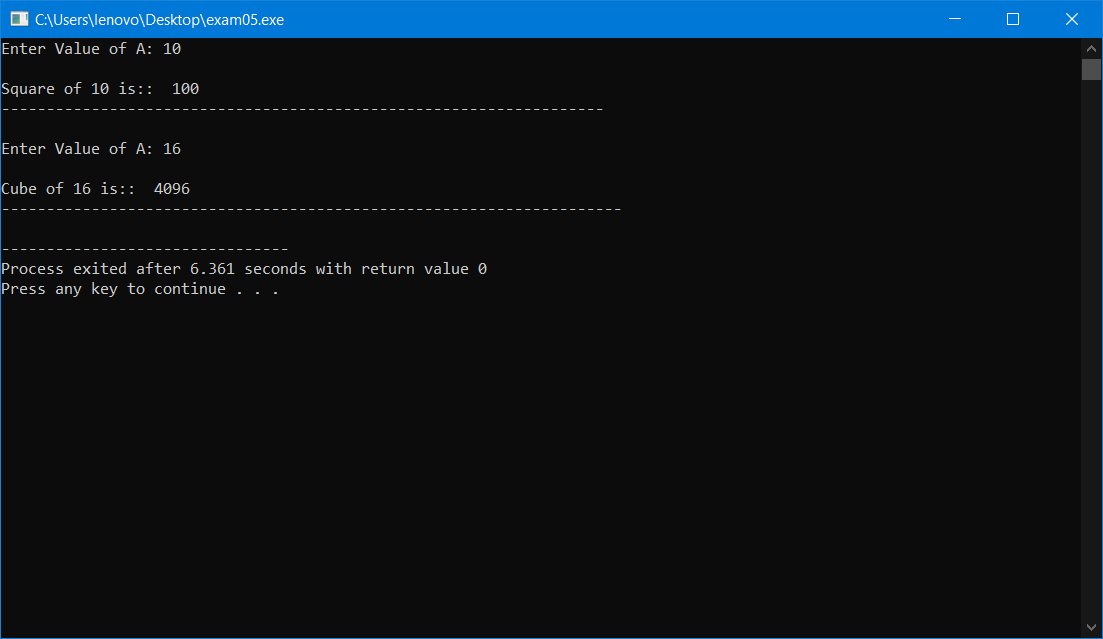 C:\Users\lenovo\Desktop\exam05.exe
Enter Value of A: 10
Square of 10 is::  100
-------------------------------------------------------------------
Enter Value of A: 16
Cube of 16 is::  4096
---------------------------------------------------------------------
--------------------------------
Process exited after 6.361 seconds with return value 0
Press any key to continue . . .